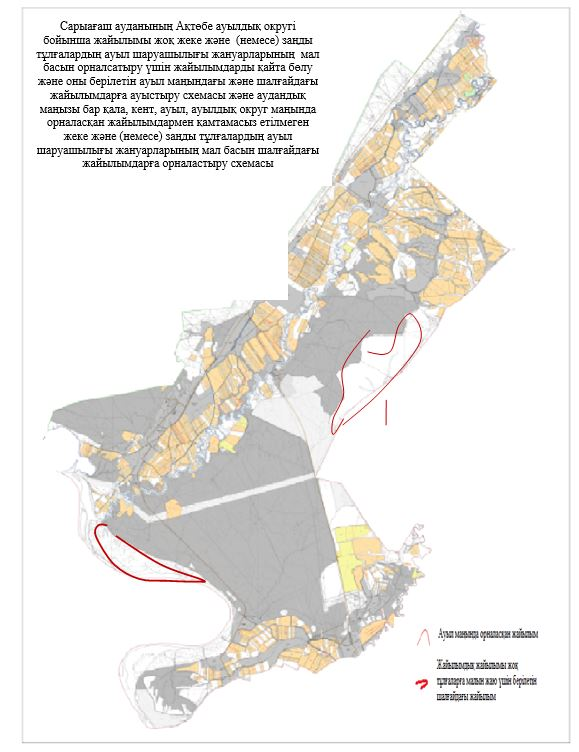 Сарыағаш ауданының Ақтөбе ауылдық округі
бойынша жайылымы жоқ жеке және (немесе) заңды
тұлғалардың ауыл шаруашылығы жануарларының мал
басын орналсатыру үшін жайылымдарды қайта бөлу
және оны берілетін ауыл маңындағы және шалғайдағы
жайылымдарға ауыстыру схемасы және аудандық
маңызы бар қала, кент, ауыл, ауылдық округ маңында
орналасқан жайылымдармен қамтамасыз етілмеген
жеке және (немесе) заңды тұлғалардың ауыл
шаруашылығы жануарларының мал басын шалғайдағы
жайылымдарға орналастыру схемасы
Ауыл маңында орналасқан жайылым
Жайылымдық жайылымы жоқ
тұлғаларға малын жаю үшін берілетін
шалғайдағы жайылым